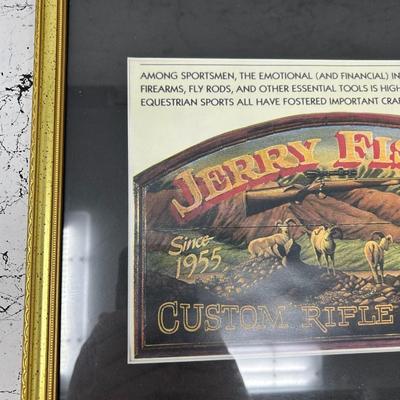 AMONG SPORTSMEN, THE EMOTIONAL (AND FINANCIAL) IN
FIREARMS, FLY RODS, AND OTHER ESSENTIAL TOOLS IS HIGH
EQUESTRIAN SPORTS ALL HAVE FOSTERED IMPORTANT CRAF
JERRY FIS
Since
1955
CUSTOM RIFLE